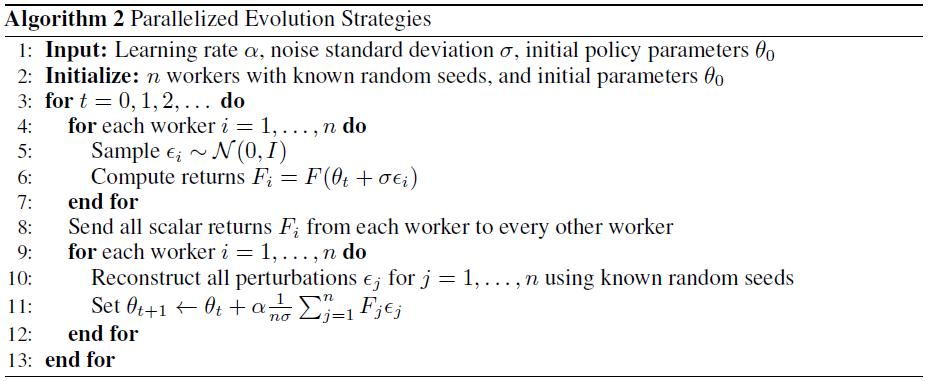 Algorithm 2 Parallelized Evolution Strategies
1: Input: Learning rate α, noise standard deviation σ, initial policy parameters θ₀
2: Initialize: n workers with known random seeds, and initial parameters θ₀
3: for t = 0, 1, 2, . . . do
4: for each worker i = 1, . . . , n do
5: Sample ϵᵢ ∼ 𝒩(0, I)
6: Compute returns Fᵢ = F(θₜ + σϵᵢ)
7: end for
8: Send all scalar returns Fᵢ from each worker to every other worker
9: for each worker i = 1, . . . , n do
10: Reconstruct all perturbations ϵⱼ for j = 1, . . . , n using known random seeds
11: Set θₜ₊₁ ← θₜ + α 1/(nσ) ∑ⱼ₌₁ⁿ Fⱼϵⱼ
12: end for
13: end for